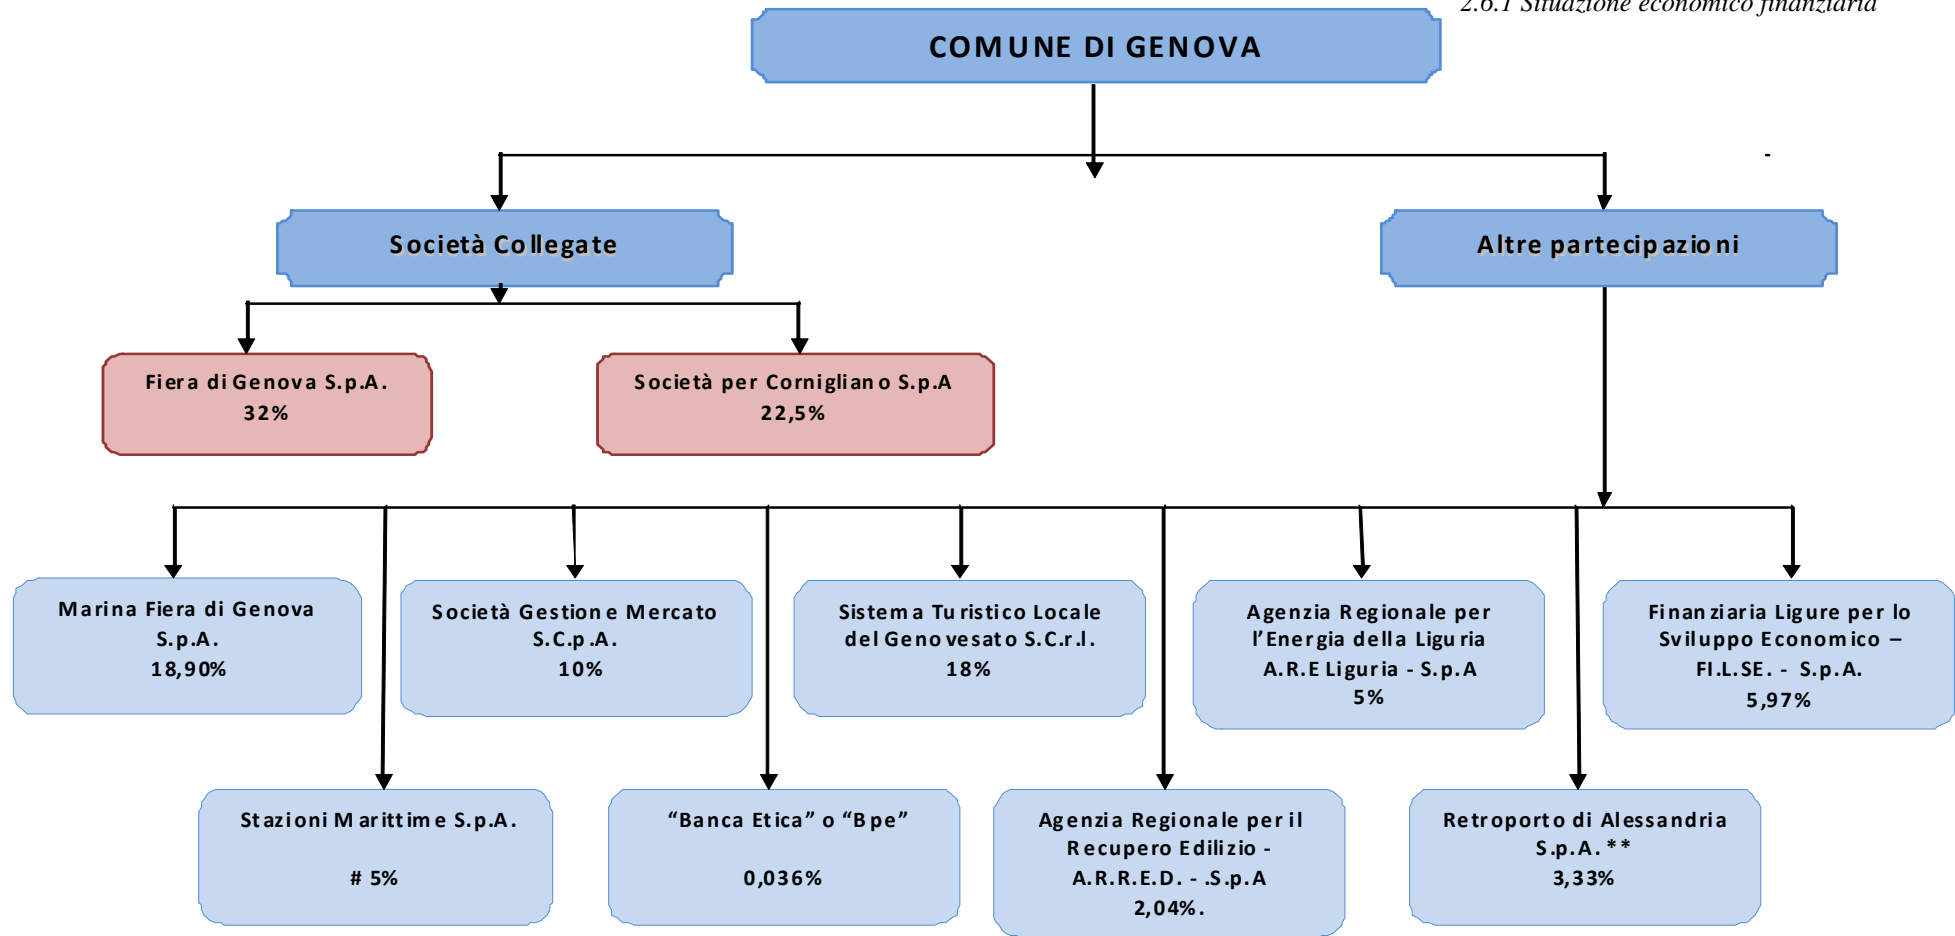 2.6.1 Situazione economico finanziaria
COMUNE DI GENOVA
-
Società Collegate
Altre partecipazioni
Fiera di Genova S.p.A.
32%
Società per Cornigliano S.p.A
22,5%
Marina Fiera di Genova
S.p.A.
18,90%
Società Gestione Mercato
S.C.p.A.
10%
Sistema Turistico Locale
del Genovesato S.C.r.l.
18%
Agenzia Regionale per
l’Energia della Liguria
A.R.E Liguria - S.p.A
5%
Finanziaria Ligure per lo
Sviluppo Economico –
FI.L.SE. - S.p.A.
5,97%
Stazioni Marittime S.p.A.
# 5%
“Banca Etica” o “Bpe”
0,036%
Agenzia Regionale per il
Recupero Edilizio -
A.R.R.E.D. - .S.p.A
2,04%.
Retroporto di Alessandria
S.p.A. **
3,33%